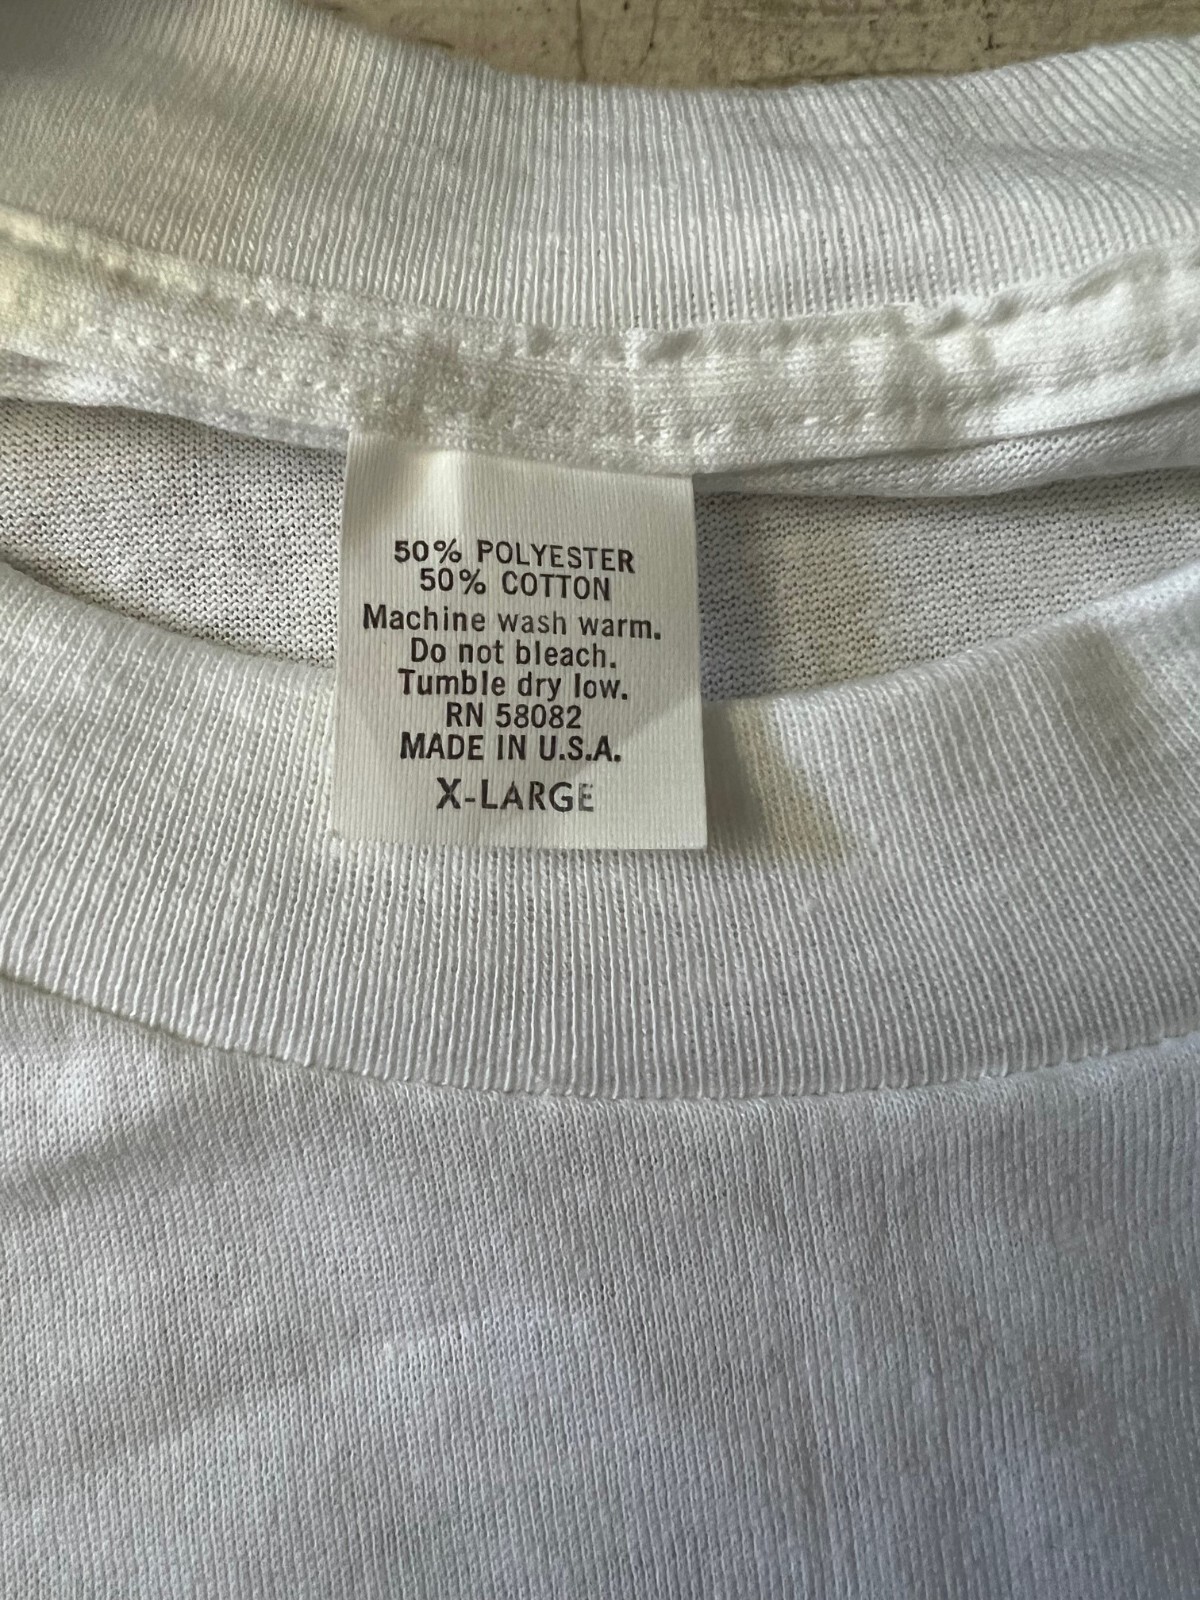 50% POLYESTER
50% COTTON
Machine wash warm.
Do not bleach.
Tumble dry low.
RN 58082
MADE IN U.S.A.
X-LARGE